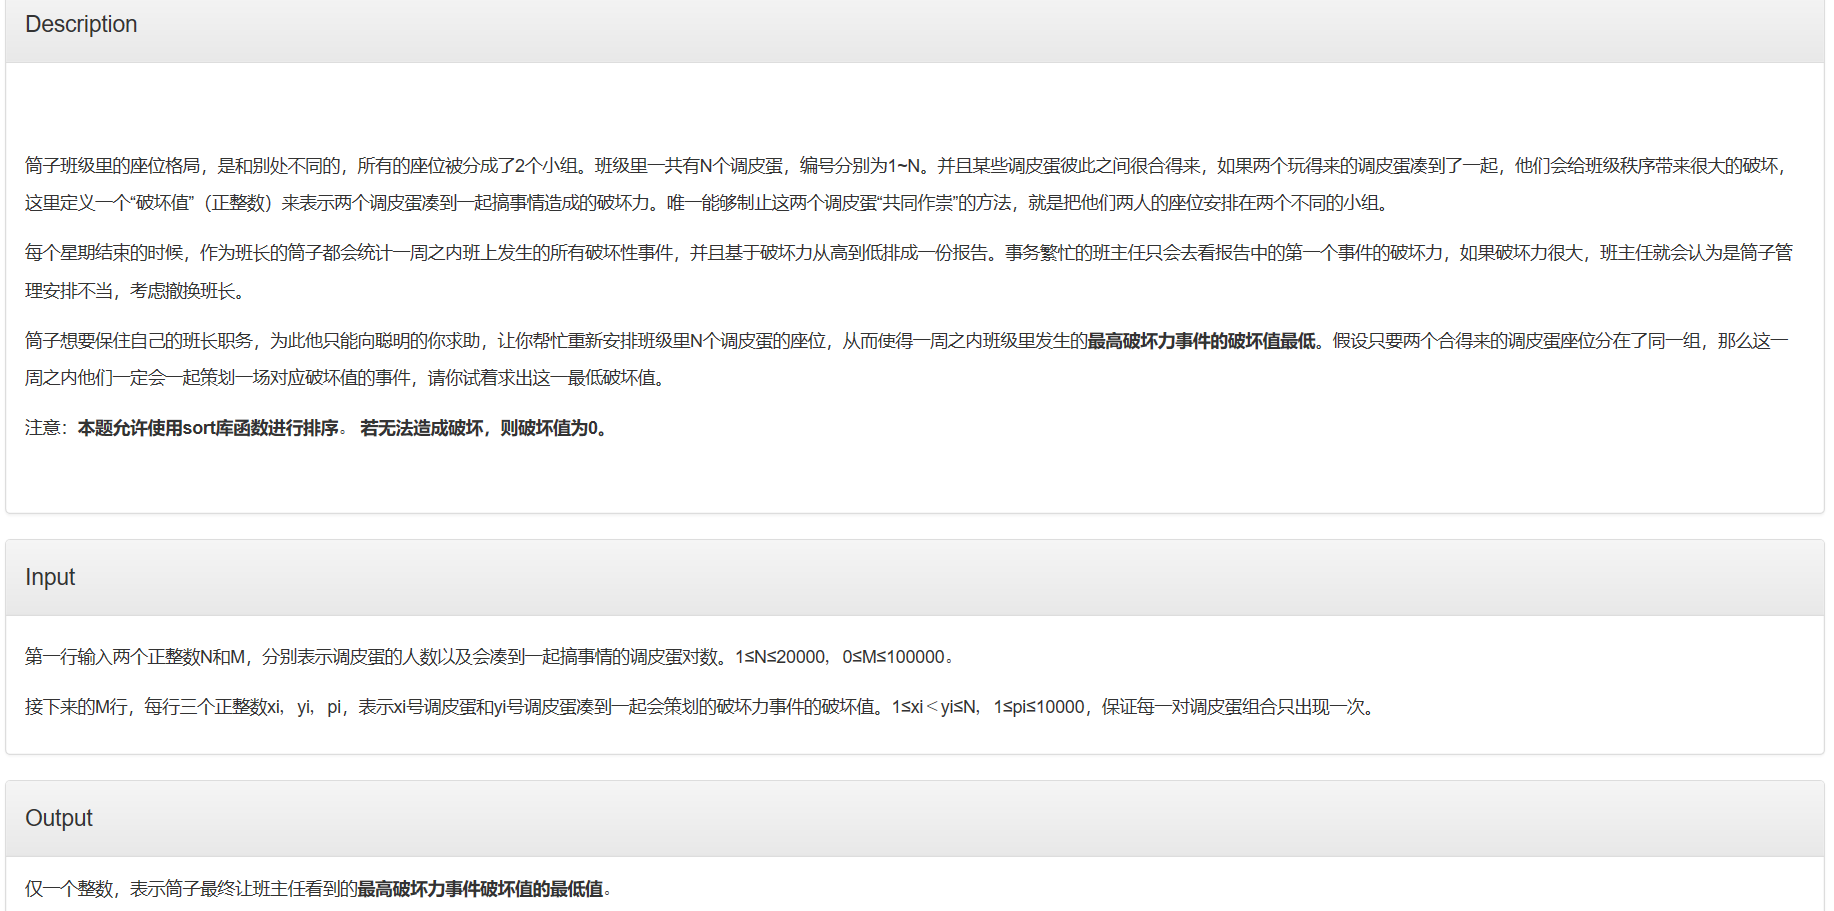 Description
筒子班级里的座位格局，是和别处不同的，所有的座位被分成了2个小组。班级里一共有N个调皮蛋，编号分别为1~N。并且某些调皮蛋彼此之间很合得来，如果两个玩得来的调皮蛋凑到了一起，他们会给班级秩序带来很大的破坏，
这里定义一个“破坏值”（正整数）来表示两个调皮蛋凑到一起搞事情造成的破坏力。唯一能够制止这两个调皮蛋“共同作祟”的方法，就是把他们两人的座位安排在两个不同的小组。
每个星期结束的时候，作为班长的筒子都会统计一周之内班上发生的所有破坏性事件，并且基于破坏力从高到低排成一份报告。事务繁忙的班主任只会去看报告中的第一个事件的破坏力，如果破坏力很大，班主任就会认为是筒子管
理安排不当，考虑撤换班长。
筒子想要保住自己的班长职务，为此他只能向聪明的你求助，让你帮忙重新安排班级里N个调皮蛋的座位，从而使得一周之内班级里发生的最高破坏力事件的破坏值最低。假设只要两个合得来的调皮蛋座位分在了同一组，那么这一
周之内他们一定会一起策划一场对应破坏值的事件，请你试着求出这一最低破坏值。
注意：本题允许使用sort库函数进行排序。 若无法造成破坏，则破坏值为0。
Input
第一行输入两个正整数N和M，分别表示调皮蛋的人数以及会凑到一起搞事情的调皮蛋对数。1≤N≤20000，0≤M≤100000。
接下来的M行，每行三个正整数xi，yi，pi，表示xi号调皮蛋和yi号调皮蛋凑到一起会策划的破坏力事件的破坏值。1≤xi＜yi≤N，1≤pi≤10000，保证每一对调皮蛋组合只出现一次。
Output
仅一个整数，表示筒子最终让班主任看到的最高破坏力事件破坏值的最低值。